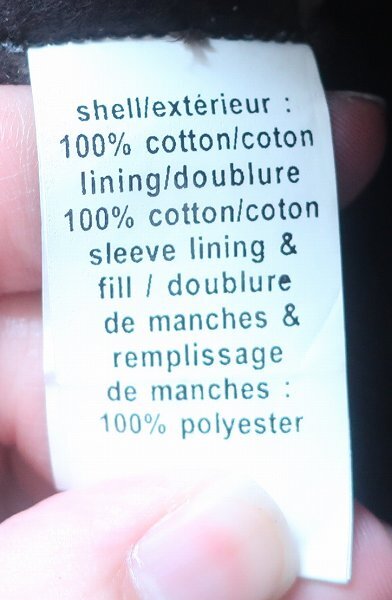 shell/extérieur :
100% cotton/coton
lining/doublure
100% cotton/coton
sleeve lining &
fill / doublure
de manches &
remplissage
de manches :
100% polyester